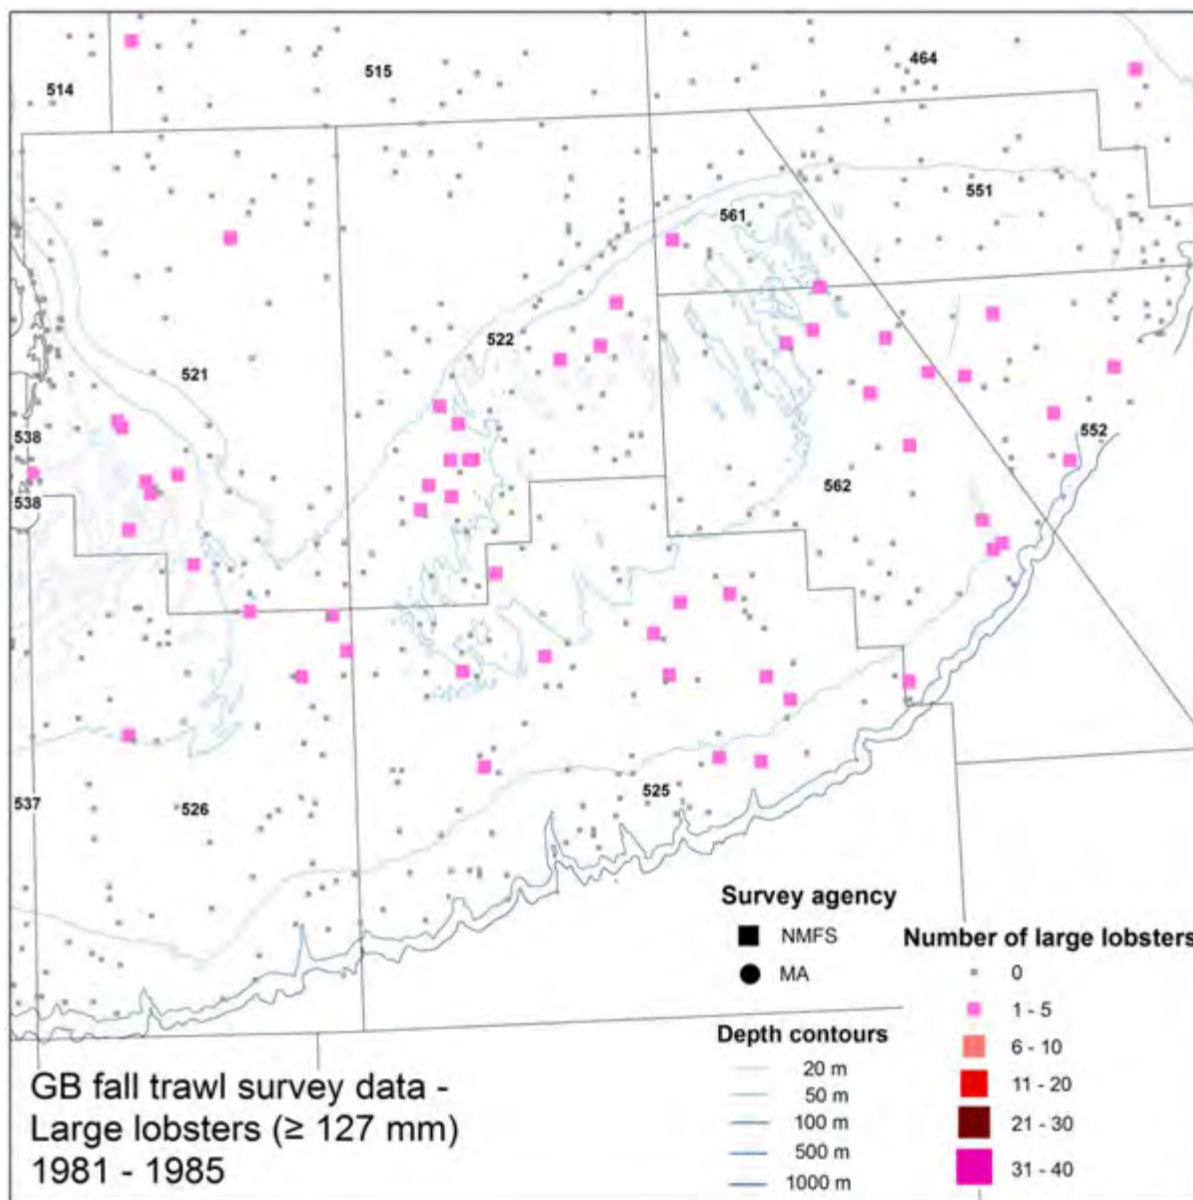 464
515
514
551
561
522
521
538
552
562
538
537
526
525
Survey agency
NMFS
MA
Number of large lobsters
0
1 - 5
6 - 10
11 - 20
21 - 30
31 - 40
Depth contours
20 m
50 m
100 m
500 m
1000 m
GB fall trawl survey data -
Large lobsters (≥ 127 mm)
1981 - 1985